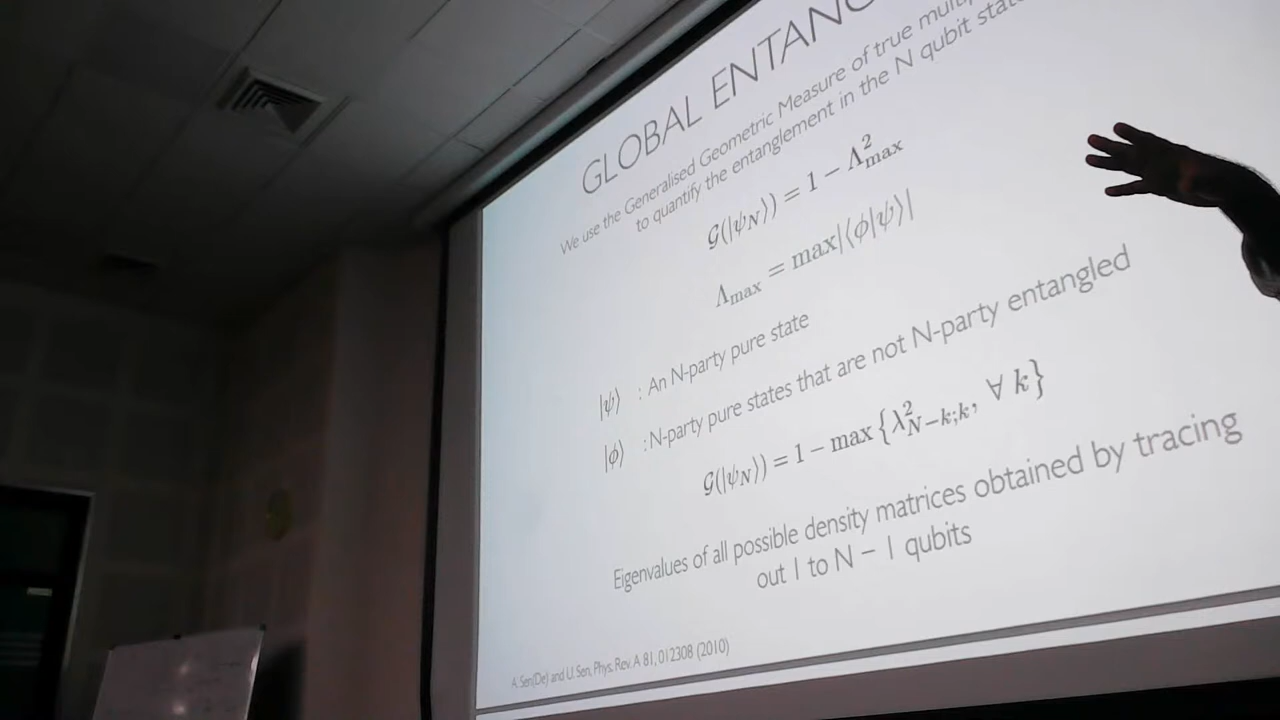 GLOBAL
We use the Generalised Geometric Measure of true
to quantify the entanglement in the N qubit
𝒢(|ψ_N⟩) = 1 − Λ²_max
Λ_max = max|⟨ϕ|ψ⟩|
|ψ⟩ : An N-party pure state
|ϕ⟩ : N-party pure states that are not N-party entangled
𝒢(|ψ_N⟩) = 1 − max{λ²_{N−k;k}, ∀ k}
Eigenvalues of all possible density matrices obtained by tracing
out 1 to N − 1 qubits
A. Sen(De) and U. Sen, Phys. Rev. A 81, 012308 (2010)